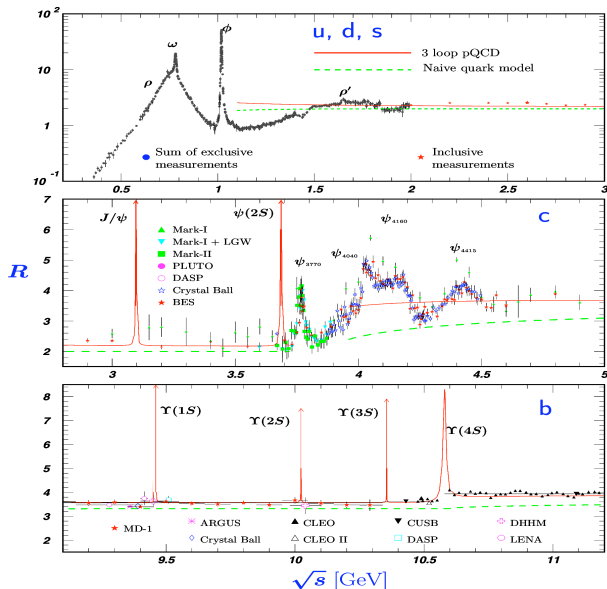 u, d, s
3 loop pQCD
Naive quark model
ρ
ω
ϕ
ρ′
Sum of exclusive measurements
Inclusive measurements
10²
10
1
10⁻¹
0.5 1 1.5 2 2.5 3
R
J/ψ
ψ(2S)
c
Mark-I
Mark-I + LGW
Mark-II
PLUTO
DASP
Crystal Ball
BES
ψ₃₇₇₀
ψ₄₀₄₀
ψ₄₁₆₀
ψ₄₄₁₅
7
6
5
4
3
2
3 3.5 4 4.5 5
b
ϒ(1S)
ϒ(2S)
ϒ(3S)
ϒ(4S)
8
7
6
5
4
3
2
MD-1
ARGUS
CLEO
CUSB
DHHM
Crystal Ball
CLEO II
DASP
LENA
9.5 10 10.5 11
√s [GeV]